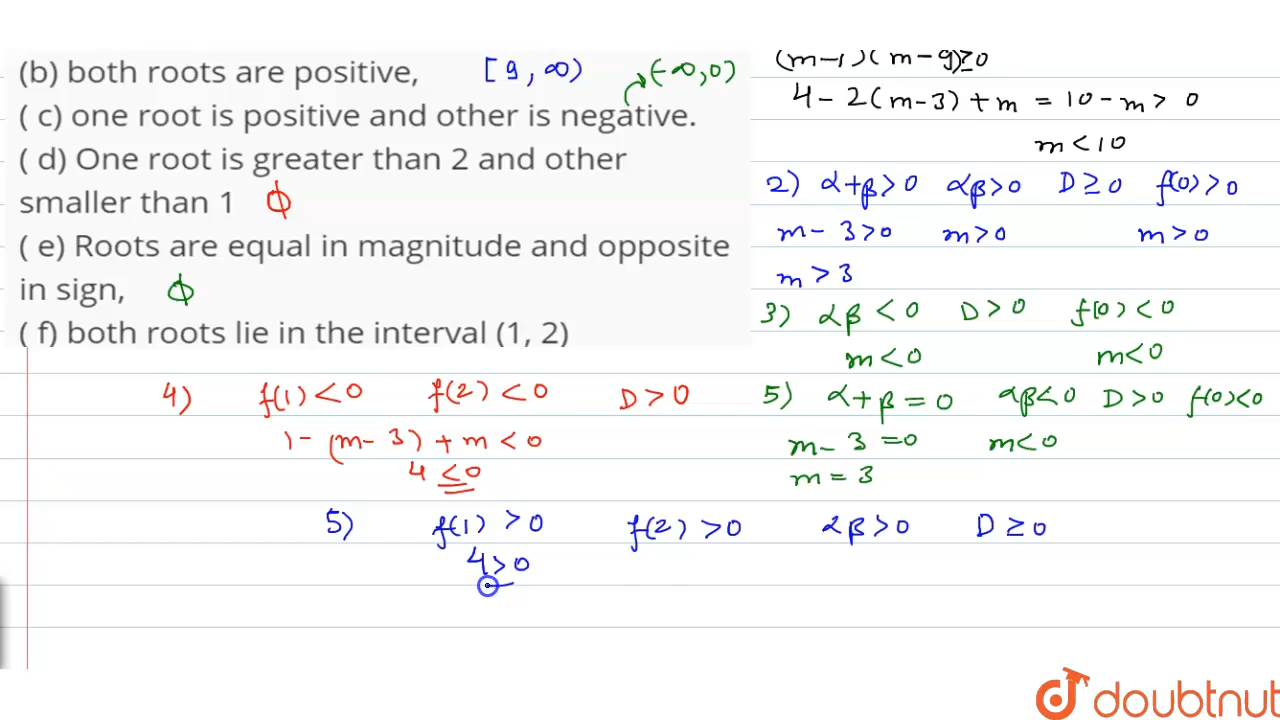 (b) both roots are positive, [9, ∞) (-∞,0)
( c) one root is positive and other is negative.
( d) One root is greater than 2 and other
smaller than 1 ϕ
( e) Roots are equal in magnitude and opposite
in sign, ϕ
( f) both roots lie in the interval (1, 2)
(m-1)(m-9)≥0
4-2(m-3)+m = 10-m > 0
m<10
2) α+β>0 αβ>0 D≥0 f(0)>0
m-3>0 m>0 m>0
m>3
3) αβ<0 D>0 f(0)<0
m<0 m<0
4) f(1)<0 f(2)<0 D>0
1-(m-3)+m<0
4<0
5) α+β=0 αβ<0 D>0 f(0)<0
m-3=0 m<0
m=3
5) f(1)>0 f(2)>0 αβ>0 D≥0
4>0
doubtnut